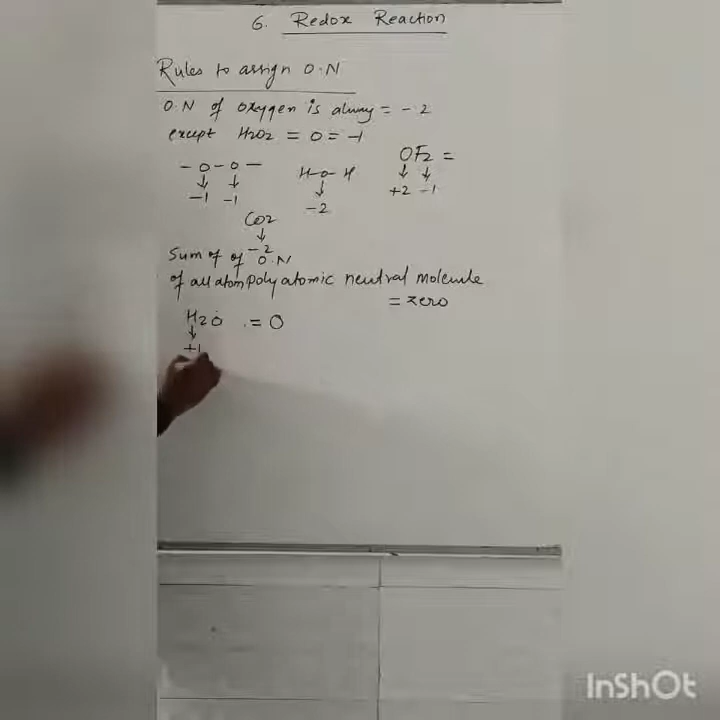 6. Redox Reaction
Rules to assign O.N
O.N of oxygen is alway = -2
except H2O2 = O = -1
- O - O -
↓ ↓
-1 -1
H-O-H
↓
-2
OF2 =
↓ ↓
+2 -1
CO2
↓
-2
Sum of of O.N
of all atom polyatomic neutral molecule
= zero
H2O = 0
↓
+1
InShOt